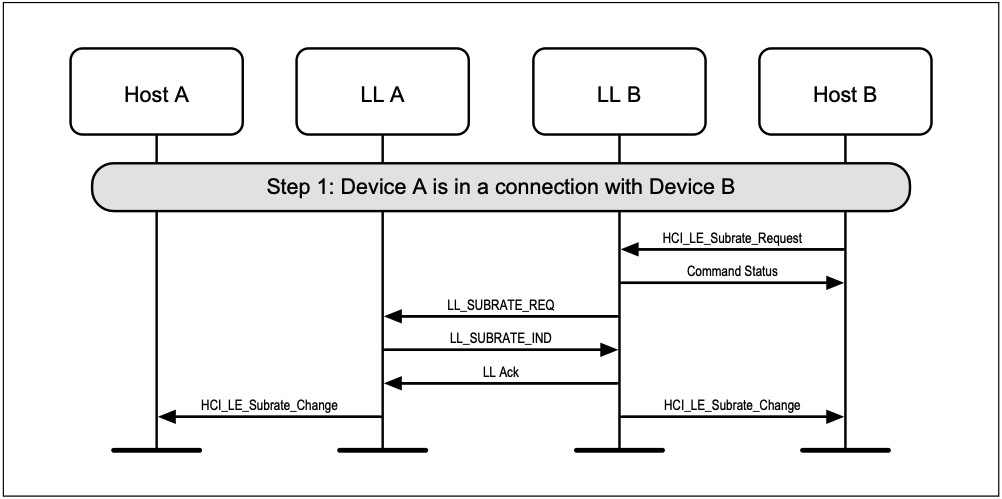 Host A
LL A
LL B
Host B
Step 1: Device A is in a connection with Device B
HCI_LE_Subrate_Request
Command Status
LL_SUBRATE_REQ
LL_SUBRATE_IND
LL Ack
HCI_LE_Subrate_Change
HCI_LE_Subrate_Change